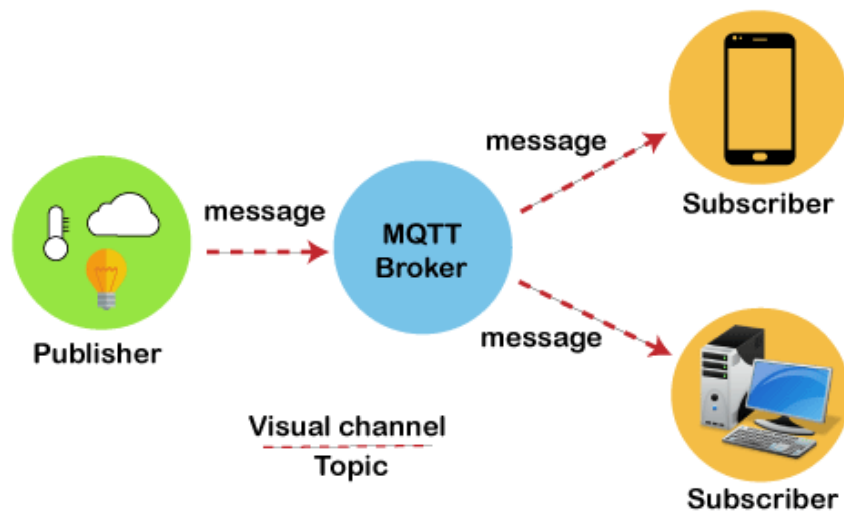 message
Subscriber
message
MQTT
Broker
Publisher
message
Visual channel
Topic
Subscriber